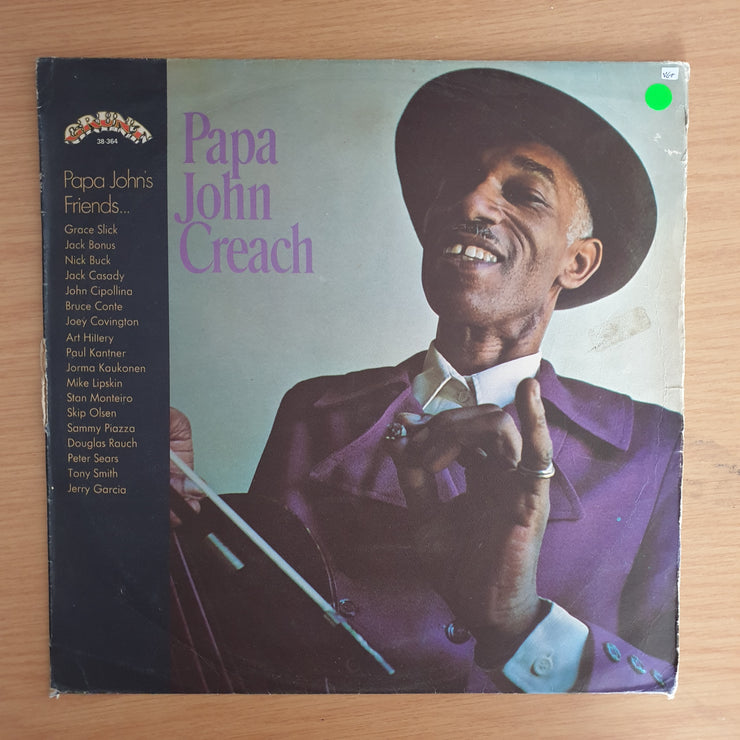 GRUNT
38-364
Papa John's
Friends...
Grace Slick
Jack Bonus
Nick Buck
Jack Casady
John Cipollina
Bruce Conte
Joey Covington
Art Hillery
Paul Kantner
Jorma Kaukonen
Mike Lipskin
Stan Monteiro
Skip Olsen
Sammy Piazza
Douglas Rauch
Peter Sears
Tony Smith
Jerry Garcia
Papa
John
Creach
VG+